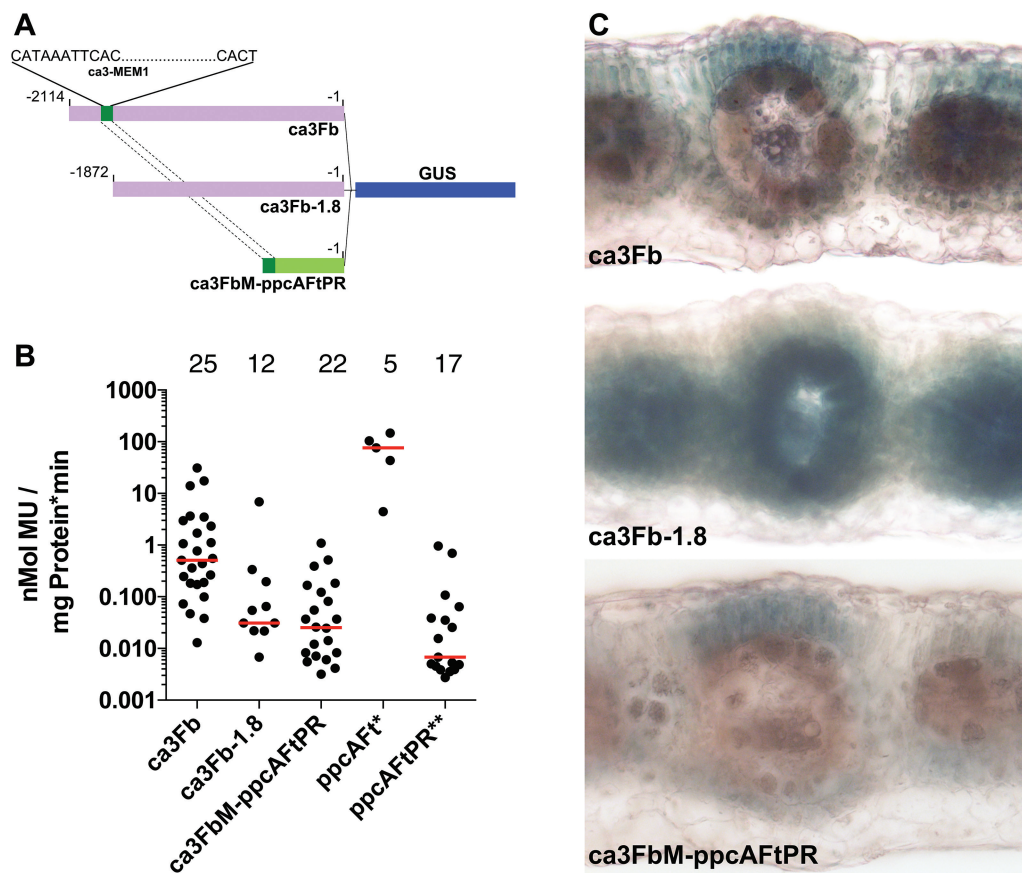 A
CATAAATTCAC......................CACT
ca3-MEM1
-2114
-1
ca3Fb
-1872
-1
GUS
ca3Fb-1.8
-1
ca3FbM-ppcAFtPR
B
25 12 22 5 17
1000
100
10
1
0.100
0.010
0.001
nMol MU /
mg Protein*min
ca3Fb
ca3Fb-1.8
ca3FbM-ppcAFtPR
ppcAFt*
ppcAFtPR**
C
ca3Fb
ca3Fb-1.8
ca3FbM-ppcAFtPR